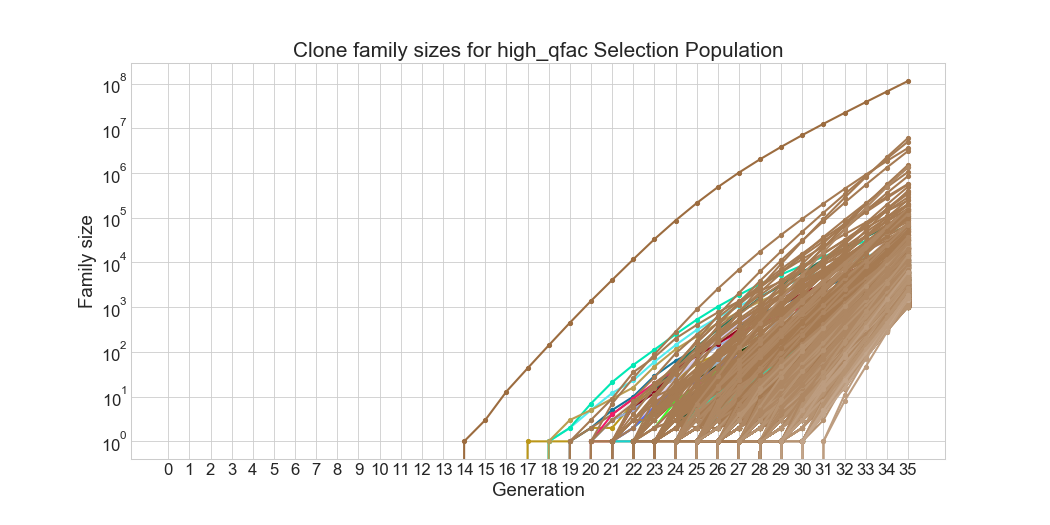 Clone family sizes for high_qfac Selection Population
10^8
10^7
10^6
10^5
10^4
10^3
10^2
10^1
10^0
Family size
0 1 2 3 4 5 6 7 8 9 10 11 12 13 14 15 16 17 18 19 20 21 22 23 24 25 26 27 28 29 30 31 32 33 34 35
Generation